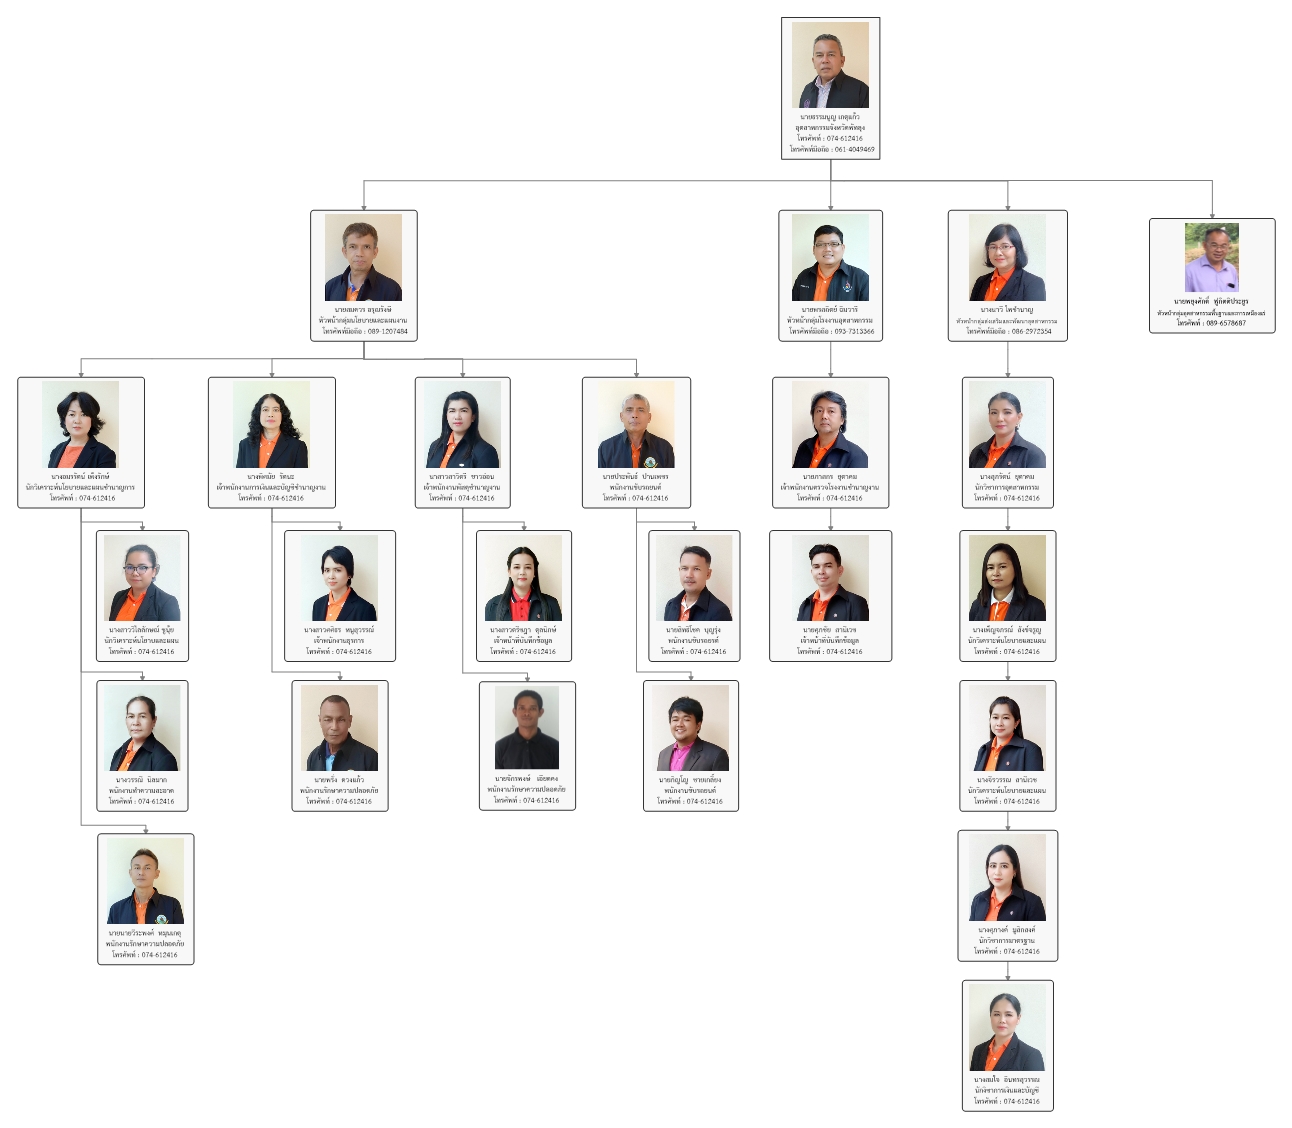 นายธรรมนูญ เกตุแก้ว
อุตสาหกรรมจังหวัดพัทลุง
โทรศัพท์ : 074-612416
โทรศัพท์มือถือ : 061-4049469
นายสมควร อรุณรังษี
หัวหน้ากลุ่มนโยบายและแผนงาน
โทรศัพท์มือถือ : 089-1207484
หัวหน้ากลุ่มโรงงานอุตสาหกรรม
โทรศัพท์มือถือ : 093-7313366
นางนาวี โพชำนาญ
หัวหน้ากลุ่มส่งเสริมและพัฒนาอุตสาหกรรม
โทรศัพท์มือถือ : 086-2972354
นายพยุงศักดิ์ ฟูกิตติประยูร
หัวหน้ากลุ่มอุตสาหกรรมพื้นฐานและการเหมืองแร่
โทรศัพท์ : 089-6578687
นางอมรรัตน์ เต็งรักษ์
นักวิเคราะห์นโยบายและแผนชำนาญการ
โทรศัพท์ : 074-612416
นางทัศนัย รัตนะ
เจ้าพนักงานการเงินและบัญชีชำนาญงาน
โทรศัพท์ : 074-612416
นางสาวสาวิตรี ขาวอ่อน
เจ้าพนักงานพัสดุชำนาญงาน
โทรศัพท์ : 074-612416
นายประพันธ์ ปานเพชร
พนักงานขับรถยนต์
โทรศัพท์ : 074-612416
นายภาสกร ยุตาคม
เจ้าพนักงานตรวจโรงงานชำนาญงาน
โทรศัพท์ : 074-612416
นางสุภรัตน์ ยุตาคม
นักวิชาการอุตสาหกรรม
โทรศัพท์ : 074-612416
นางสาววิไลลักษณ์ ชูนุ้ย
นักวิเคราะห์นโยบายและแผน
โทรศัพท์ : 074-612416
นางสาวศศิธร หนูสุวรรณ์
เจ้าพนักงานธุรการ
โทรศัพท์ : 074-612416
นางสาวศริษฎา ดุลนิกษ์
เจ้าหน้าที่บันทึกข้อมูล
โทรศัพท์ : 074-612416
นายอิทธิโชค บุญรุ่ง
พนักงานขับรถยนต์
โทรศัพท์ : 074-612416
นายศุภชัย สานิเวช
เจ้าหน้าที่บันทึกข้อมูล
โทรศัพท์ : 074-612416
นางเพ็ญจภรณ์ สังข์จรูญ
นักวิเคราะห์นโยบายและแผน
โทรศัพท์ : 074-612416
นางวรรณี นิลมาก
พนักงานทำความสะอาด
โทรศัพท์ : 074-612416
นายพริ้ง ดวงแก้ว
พนักงานรักษาความปลอดภัย
โทรศัพท์ : 074-612416
นายจักรพงษ์ เอียดคง
พนักงานรักษาความปลอดภัย
โทรศัพท์ : 074-612416
นายภิญโญ ชายเกลี้ยง
พนักงานขับรถยนต์
โทรศัพท์ : 074-612416
นางจิรวรรณ สานิเวช
นักวิเคราะห์นโยบายและแผน
โทรศัพท์ : 074-612416
นายนายวีระพงค์ หมุนเกตุ
พนักงานรักษาความปลอดภัย
โทรศัพท์ : 074-612416
นางศุภางค์ มูลิกสงค์
นักวิชาการมาตรฐาน
โทรศัพท์ : 074-612416
นางสมใจ อินทรสุวรรณ
นักวิชาการเงินและบัญชี
โทรศัพท์ : 074-612416